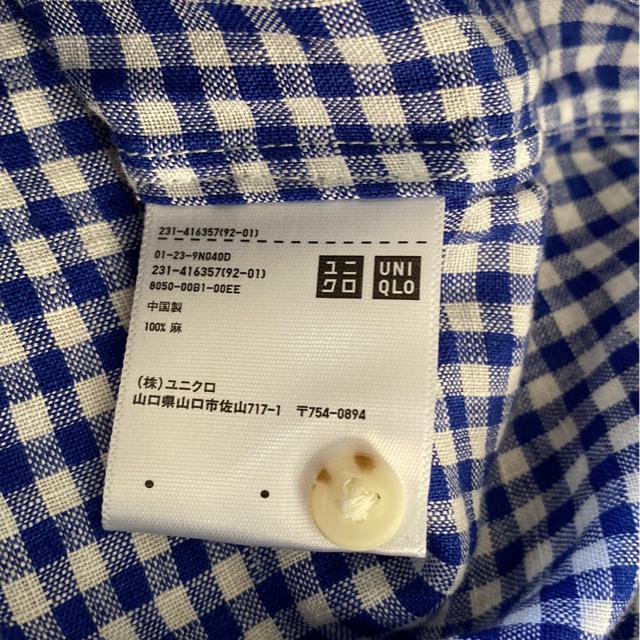 231-416357(92-01)
01-23-9N040D
231-416357(92-01)
8050-00B1-00EE
中国製
100% 麻
ユニ
クロ
UNI
QLO
(株)ユニクロ
山口県山口市佐山717-1 〒754-0894